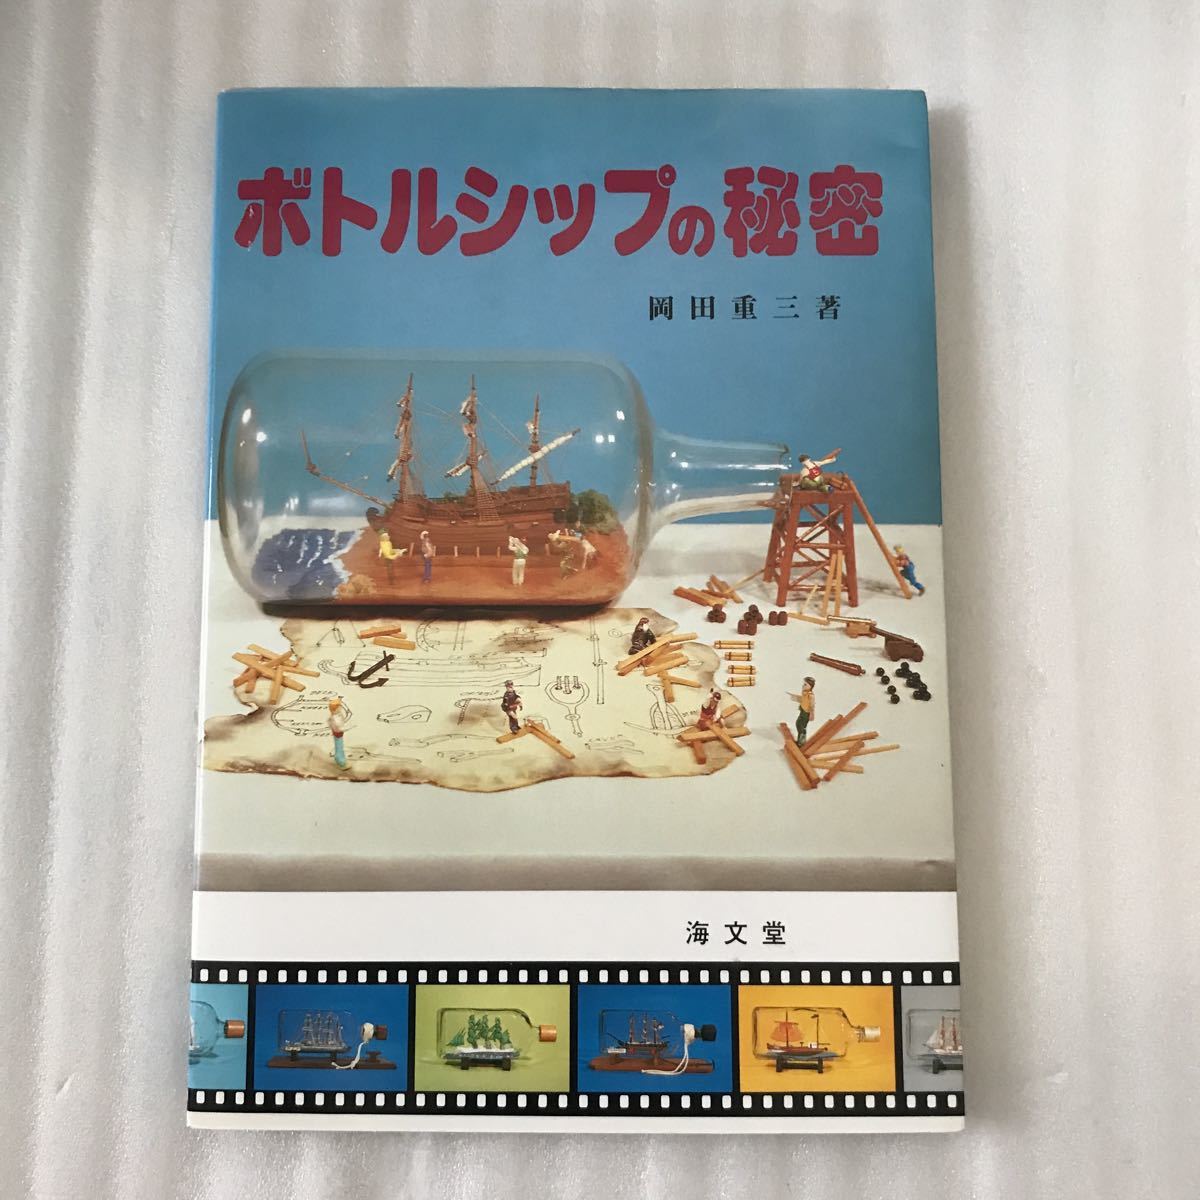 ボトルシップの秘密
岡田重三著
海文堂